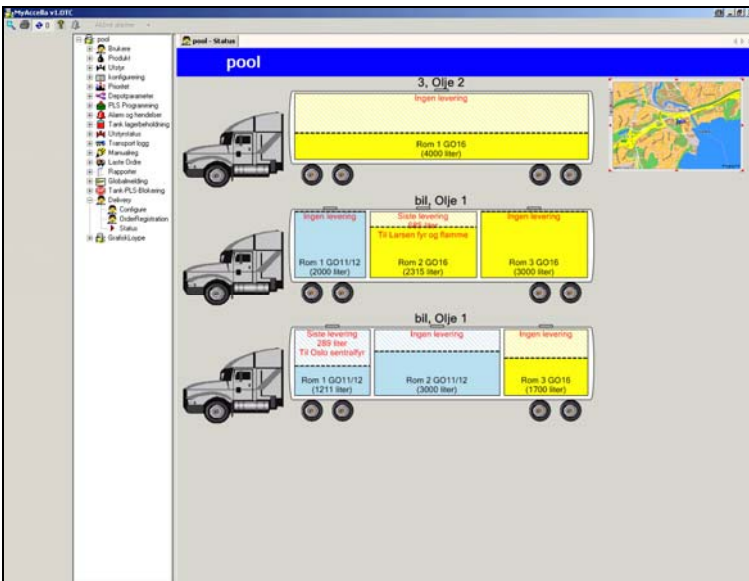 MyAccella v1.0TC
pool
Brukere
Produkt
Utstyr
konfigurering
Prioritet
Depotparameter
PLS Programming
Alarm og hendelser
Tank lagerbeholdning
Utstyrstatus
Transport logg
Manualreg
Laste Ordre
Rapporter
Globalmelding
Tank-PLS-Blokering
Delivery
Configure
OrderRegistration
Status
GrafiskLoype
pool - Status
pool
3, Olje 2
Ingen levering
Rom 1 GO16
(4000 liter)
bil, Olje 1
Ingen levering
Rom 1 GO11/12
(2000 liter)
Siste levering
685 liter
Til Larsen fyr og flamme
Rom 2 GO16
(2315 liter)
Ingen levering
Rom 3 GO16
(3000 liter)
bil, Olje 1
Siste levering
289 liter
Til Oslo sentralfyr
Rom 1 GO11/12
(1211 liter)
Ingen levering
Rom 2 GO11/12
(3000 liter)
Ingen levering
Rom 3 GO16
(1700 liter)